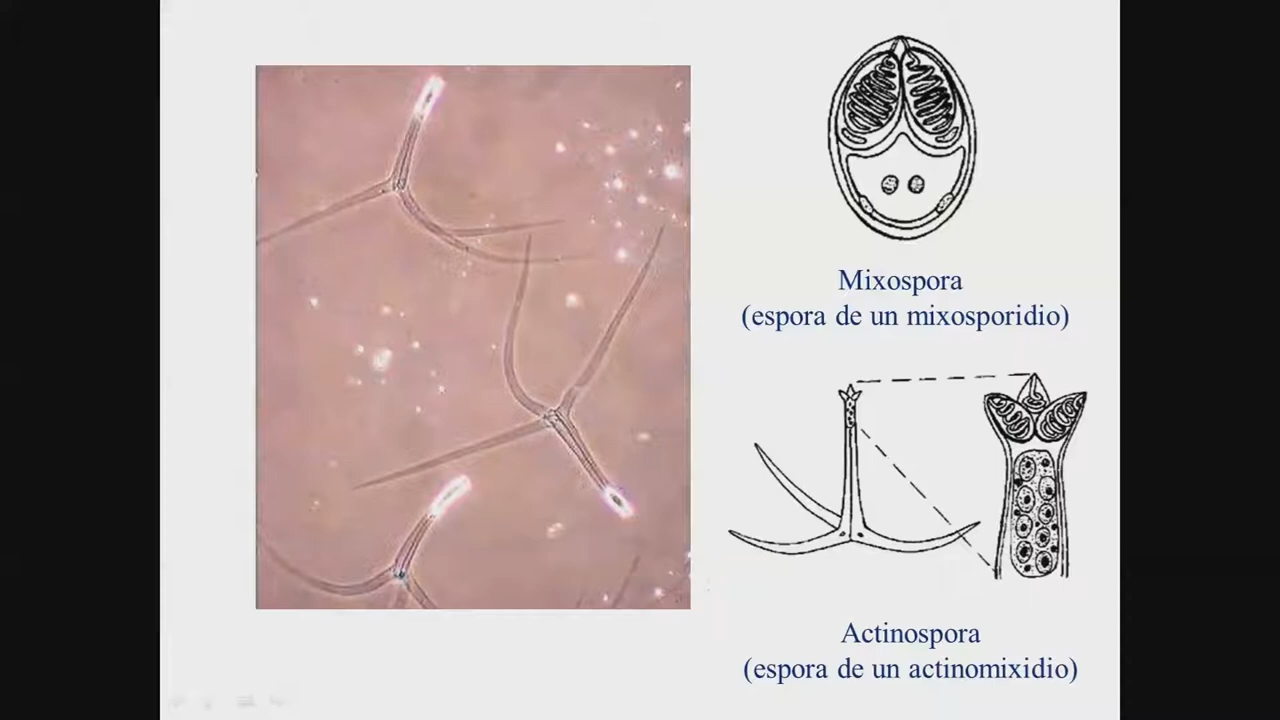 Mixospora
(espora de un mixosporidio)
Actinospora
(espora de un actinomixidio)